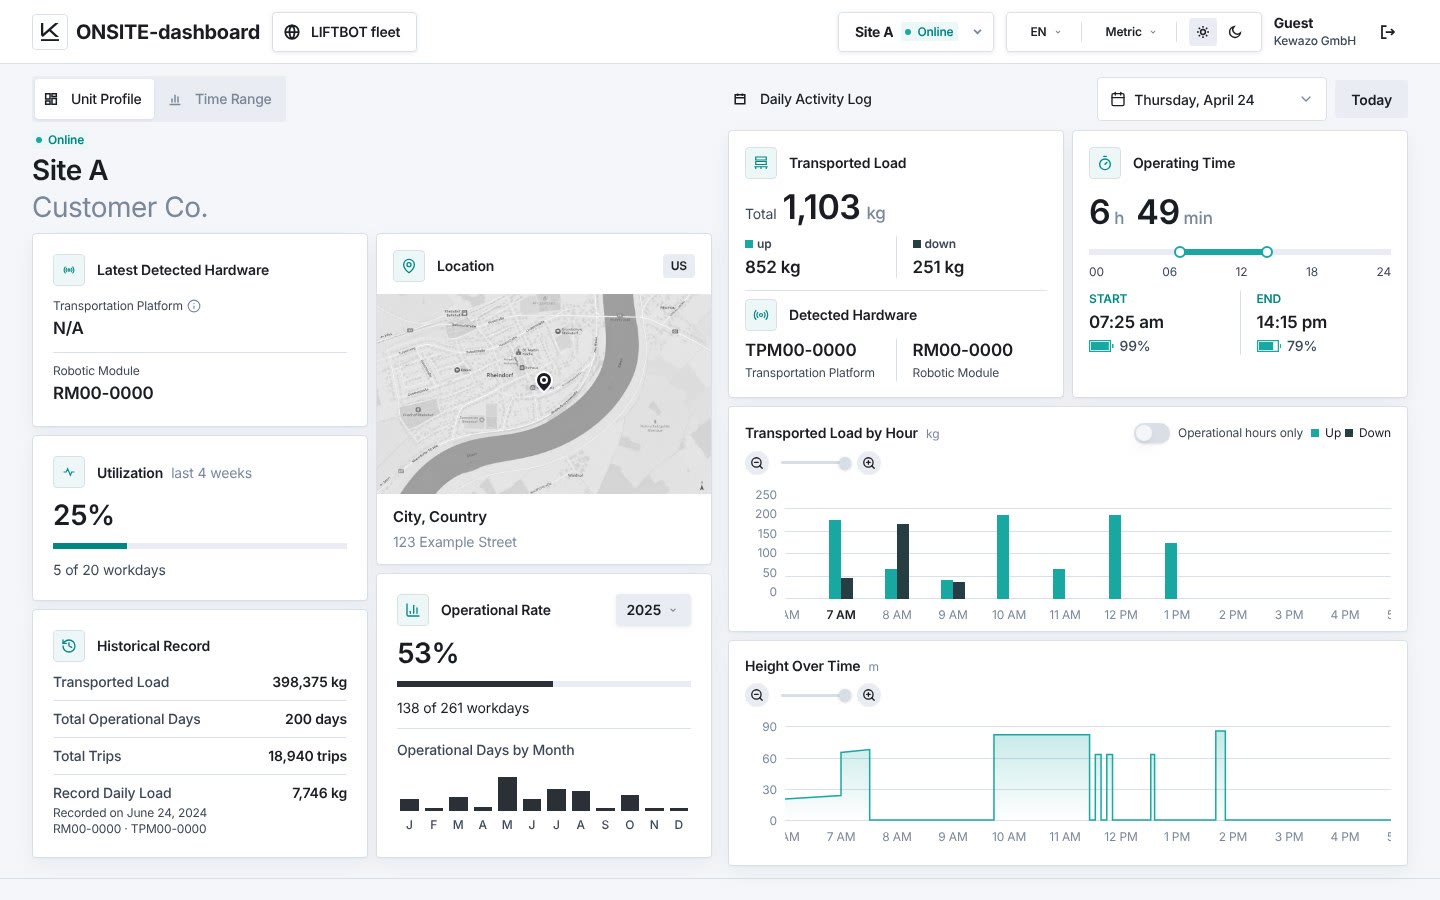 ONSITE-dashboard
LIFTBOT fleet
Site A
Online
EN
Metric
Guest
Kewazo GmbH
Unit Profile
Time Range
Daily Activity Log
Thursday, April 24
Today
Online
Site A
Customer Co.
Latest Detected Hardware
Transportation Platform
N/A
Robotic Module
RM00-0000
Utilization last 4 weeks
25%
5 of 20 workdays
Historical Record
Transported Load 398,375 kg
Total Operational Days 200 days
Total Trips 18,940 trips
Record Daily Load 7,746 kg
Recorded on June 24, 2024
RM00-0000 · TPM00-0000
Location
US
Rheindorf
City, Country
123 Example Street
Operational Rate
2025
53%
138 of 261 workdays
Operational Days by Month
J F M A M J J A S O N D
Transported Load
Total 1,103 kg
up down
852 kg 251 kg
Detected Hardware
TPM00-0000 RM00-0000
Transportation Platform Robotic Module
Operating Time
6 h 49 min
00 06 12 18 24
START END
07:25 am 14:15 pm
99% 79%
Transported Load by Hour kg
Operational hours only Up Down
250
200
150
100
50
0
AM 7 AM 8 AM 9 AM 10 AM 11 AM 12 PM 1 PM 2 PM 3 PM 4 PM 5
Height Over Time m
90
60
30
0
AM 7 AM 8 AM 9 AM 10 AM 11 AM 12 PM 1 PM 2 PM 3 PM 4 PM 5